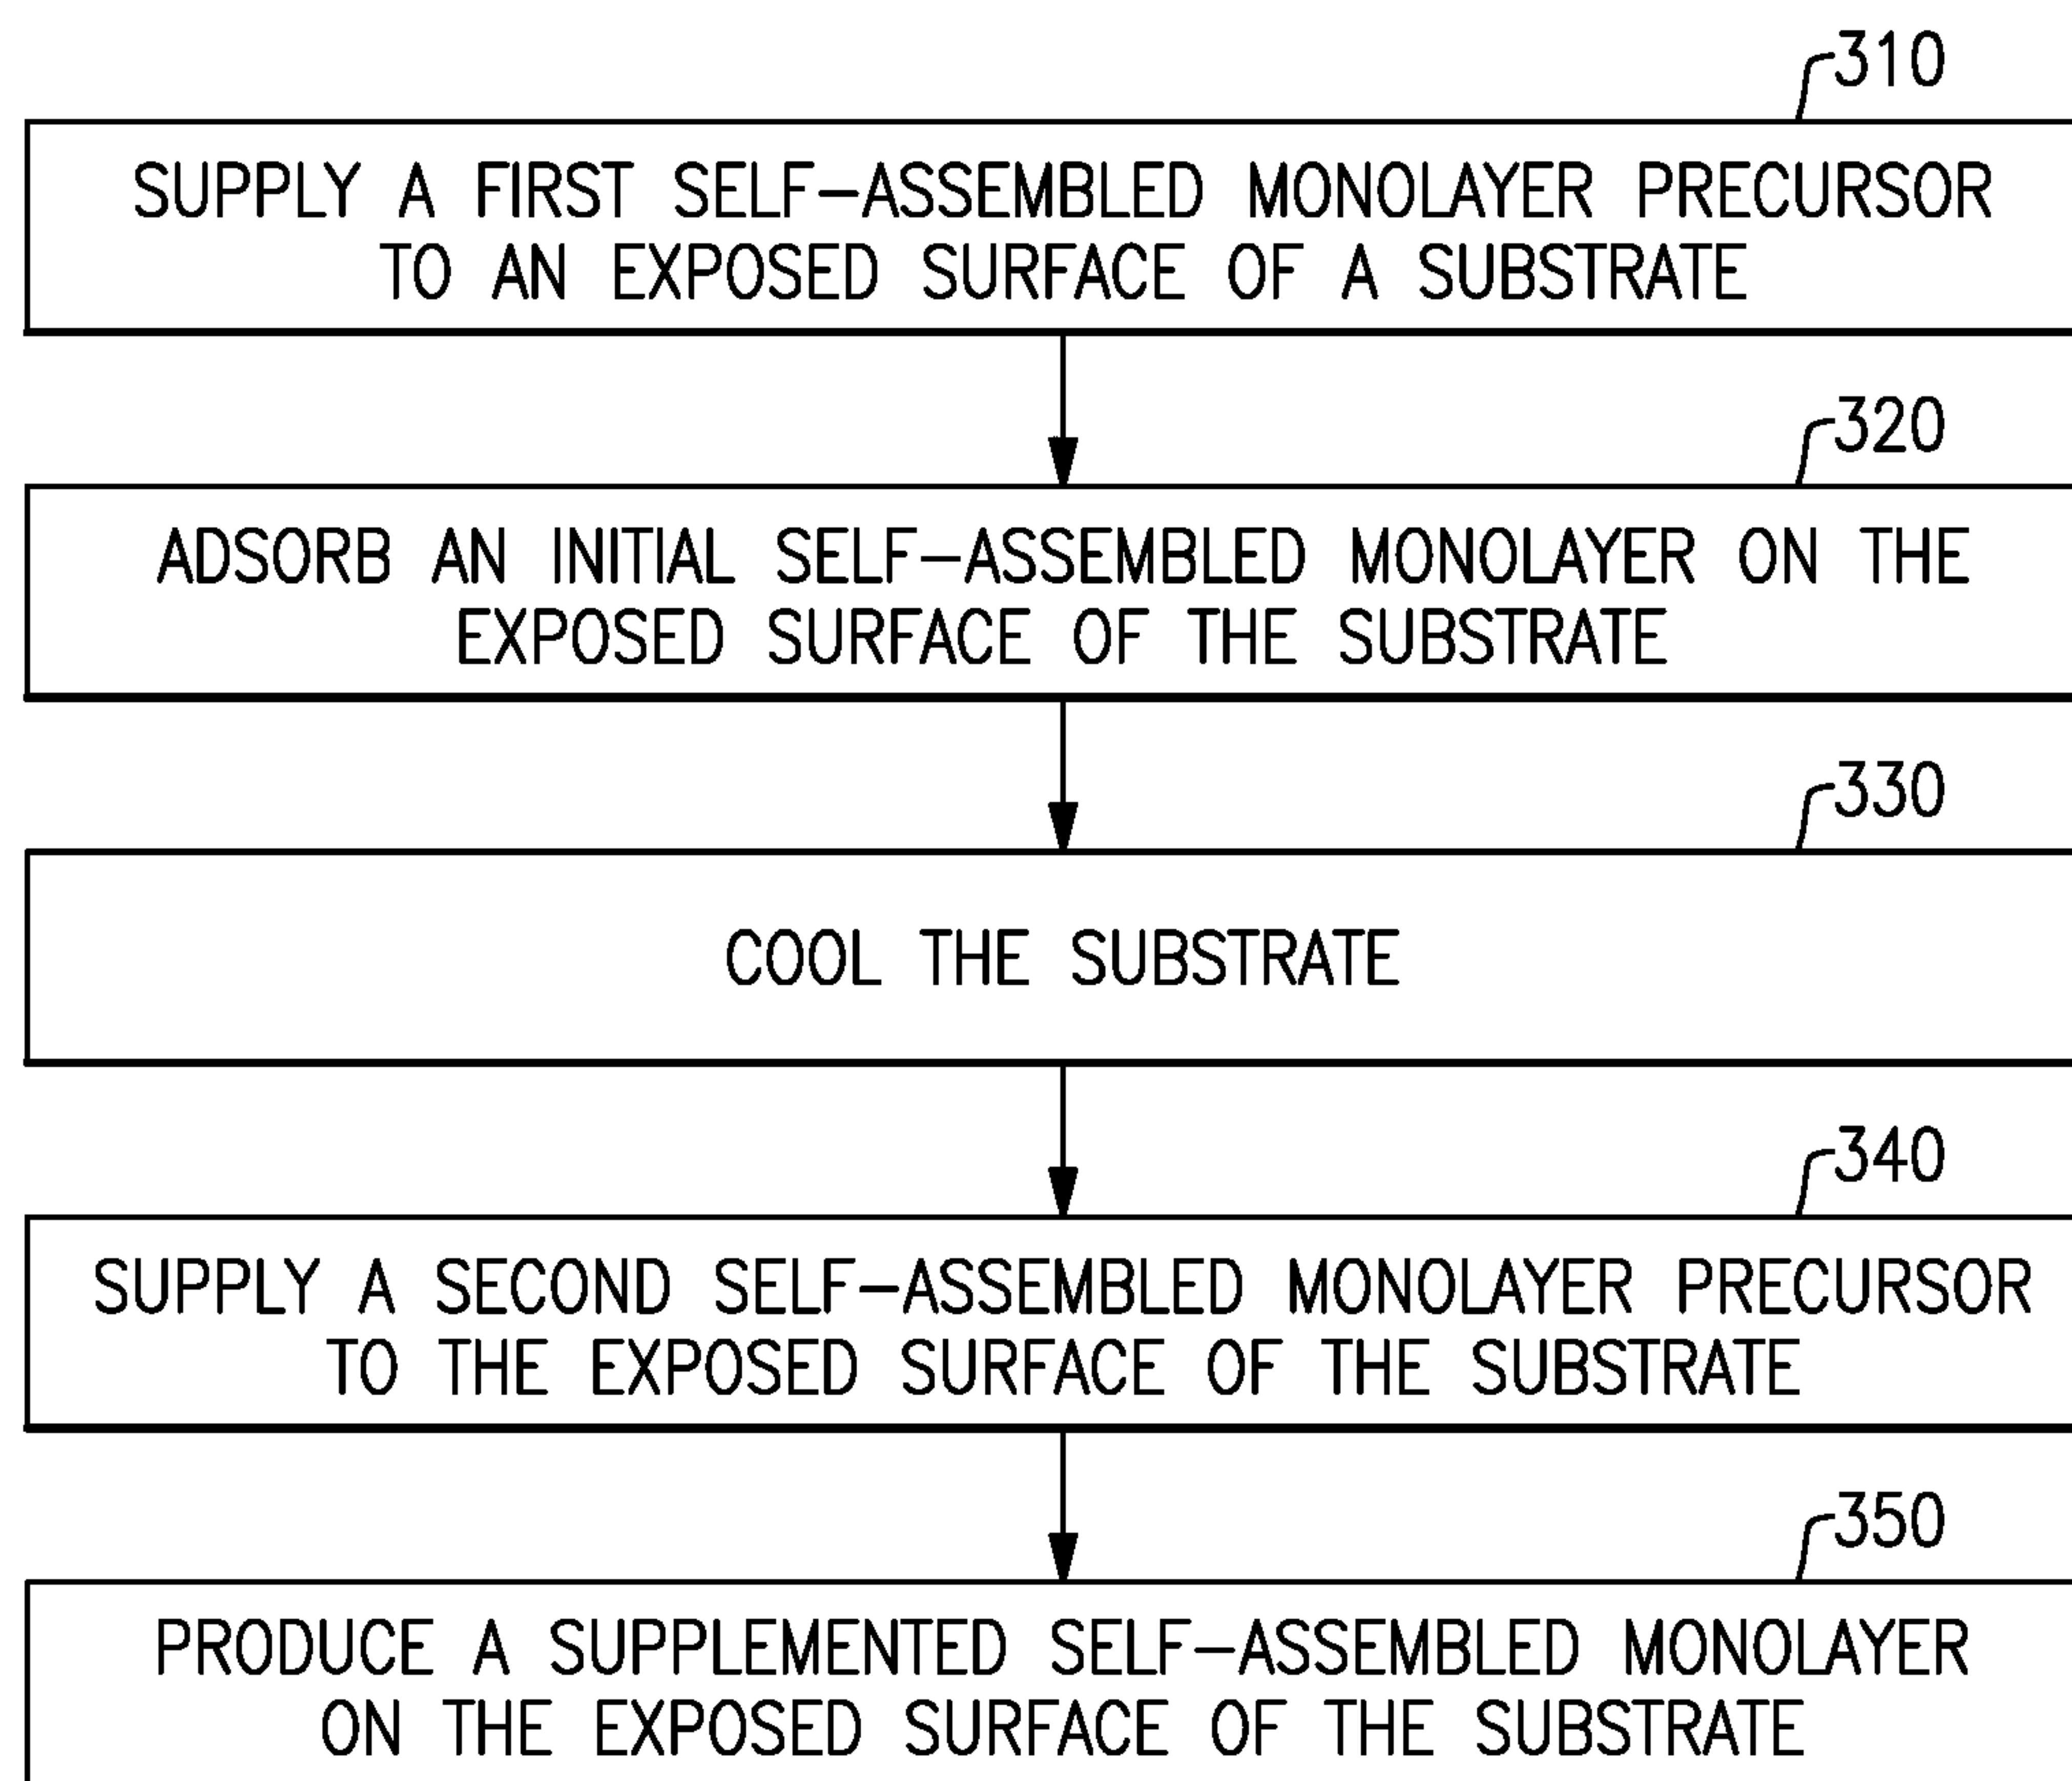 310
SUPPLY A FIRST SELF-ASSEMBLED MONOLAYER PRECURSOR
TO AN EXPOSED SURFACE OF A SUBSTRATE
320
ADSORB AN INITIAL SELF-ASSEMBLED MONOLAYER ON THE
EXPOSED SURFACE OF THE SUBSTRATE
330
COOL THE SUBSTRATE
340
SUPPLY A SECOND SELF-ASSEMBLED MONOLAYER PRECURSOR
TO THE EXPOSED SURFACE OF THE SUBSTRATE
350
PRODUCE A SUPPLEMENTED SELF-ASSEMBLED MONOLAYER
ON THE EXPOSED SURFACE OF THE SUBSTRATE